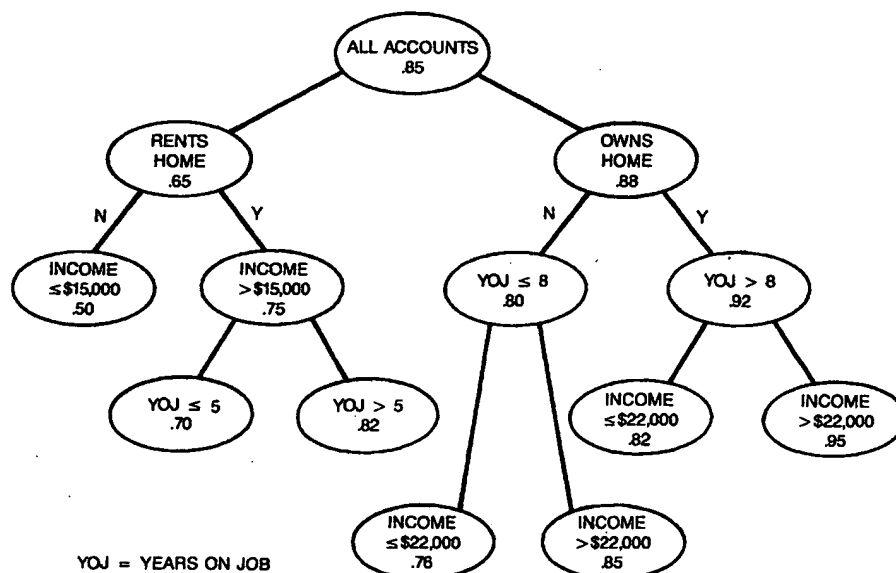 ALL ACCOUNTS
.85
RENTS
HOME
.65
OWNS
HOME
.88
N
Y
N
Y
INCOME
≤$15,000
.50
INCOME
>$15,000
.75
YOJ ≤ 8
.80
YOJ > 8
.92
YOJ ≤ 5
.70
YOJ > 5
.82
INCOME
≤$22,000
.82
INCOME
>$22,000
.95
INCOME
≤$22,000
.76
INCOME
>$22,000
.85
YOJ = YEARS ON JOB